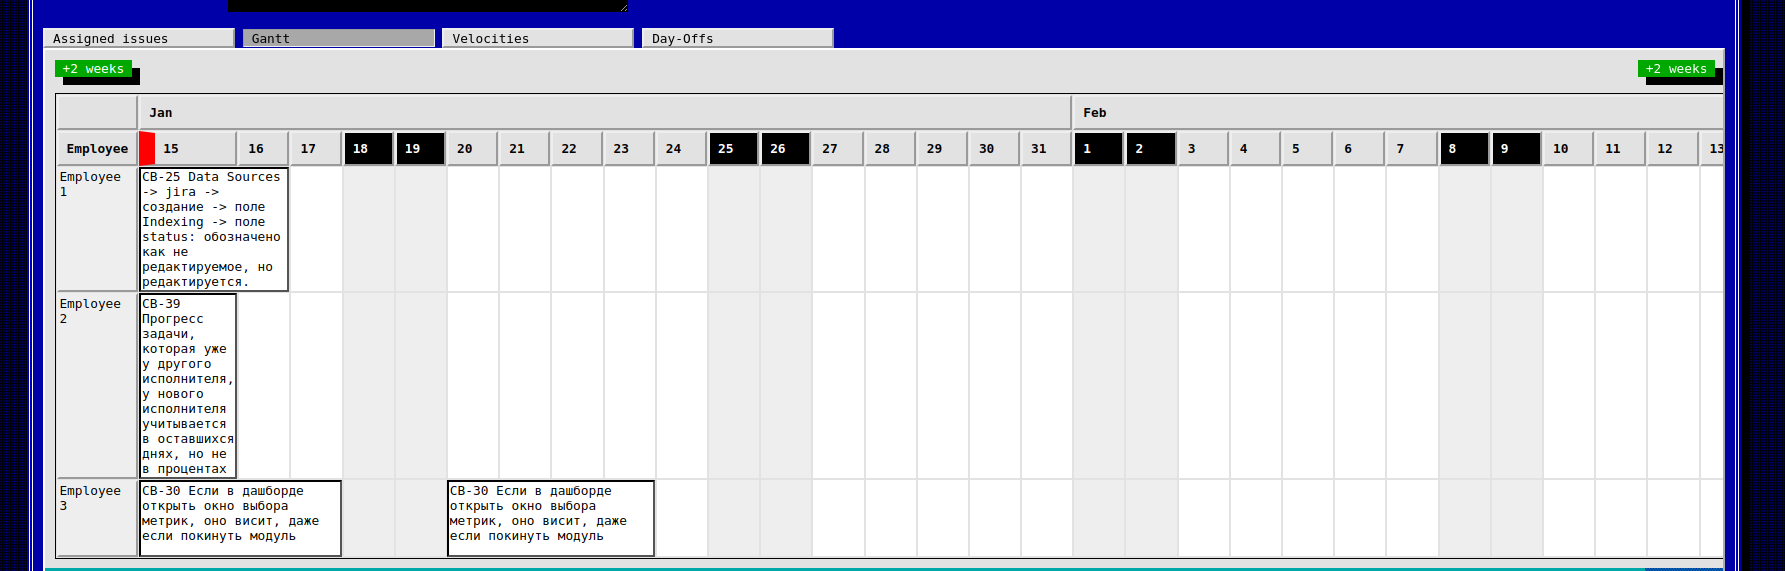 Assigned issues Gantt Velocities Day-Offs
+2 weeks +2 weeks
Jan Feb
Employee 15 16 17 18 19 20 21 22 23 24 25 26 27 28 29 30 31 1 2 3 4 5 6 7 8 9 10 11 12 13
Employee
1
CB-25 Data Sources
-> jira ->
создание -> поле
Indexing -> поле
status: обозначено
как не
редактируемое, но
редактируется.
Employee
2
CB-39
Прогресс
задачи,
которая уже
у другого
исполнителя,
у нового
исполнителя
учитывается
в оставшихся
днях, но не
в процентах
Employee
3
CB-30 Если в дашборде
открыть окно выбора
метрик, оно висит, даже
если покинуть модуль
CB-30 Если в дашборде
открыть окно выбора
метрик, оно висит, даже
если покинуть модуль